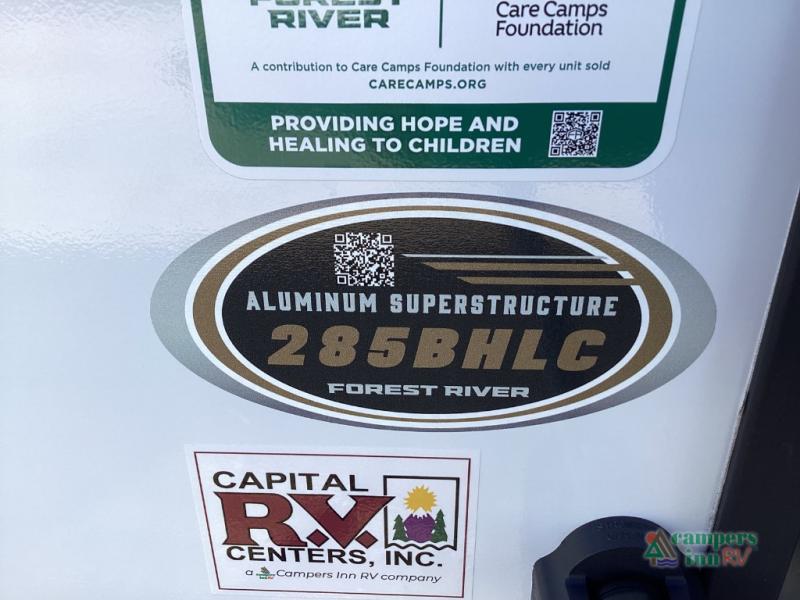 FOREST
RIVER
Care Camps
Foundation
A contribution to Care Camps Foundation with every unit sold
CARECAMPS.ORG
PROVIDING HOPE AND
HEALING TO CHILDREN
ALUMINUM SUPERSTRUCTURE
285BHLC
FOREST RIVER
CAPITAL
R.V.
CENTERS, INC.
a Campers Inn RV company
campers
inn RV